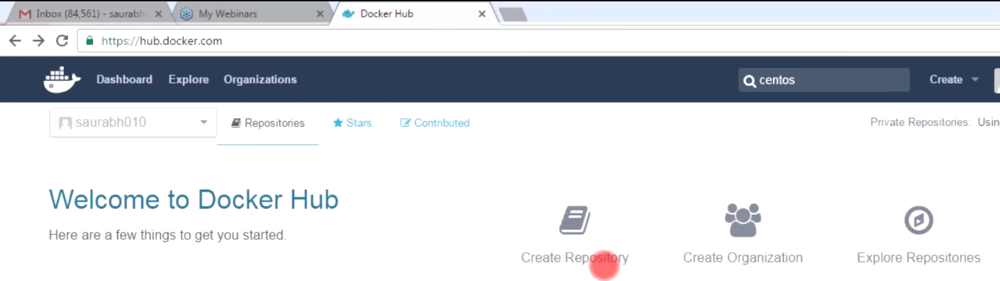 Inbox (84,561) - saurabh
My Webinars
Docker Hub
https://hub.docker.com
Dashboard Explore Organizations centos Create
saurabh010 Repositories Stars Contributed Private Repositories: Usin
Welcome to Docker Hub
Here are a few things to get you started.
Create Repository Create Organization Explore Repositories